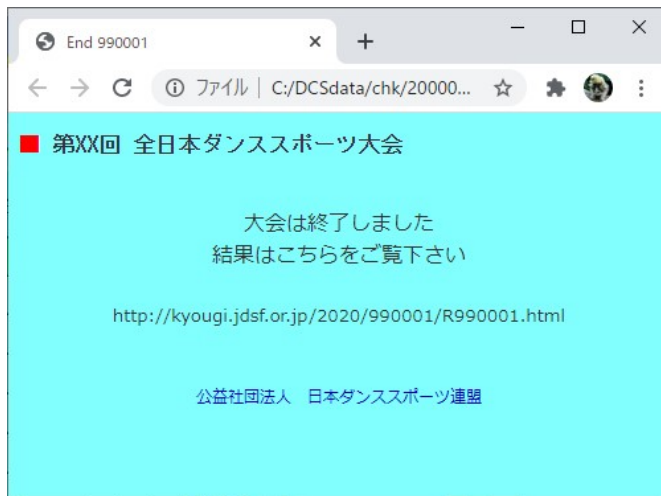 End 990001
ファイル | C:/DCSdata/chk/20000...
第XX回 全日本ダンススポーツ大会
大会は終了しました
結果はこちらをご覧下さい
http://kyougi.jdsf.or.jp/2020/990001/R990001.html
公益社団法人　日本ダンススポーツ連盟